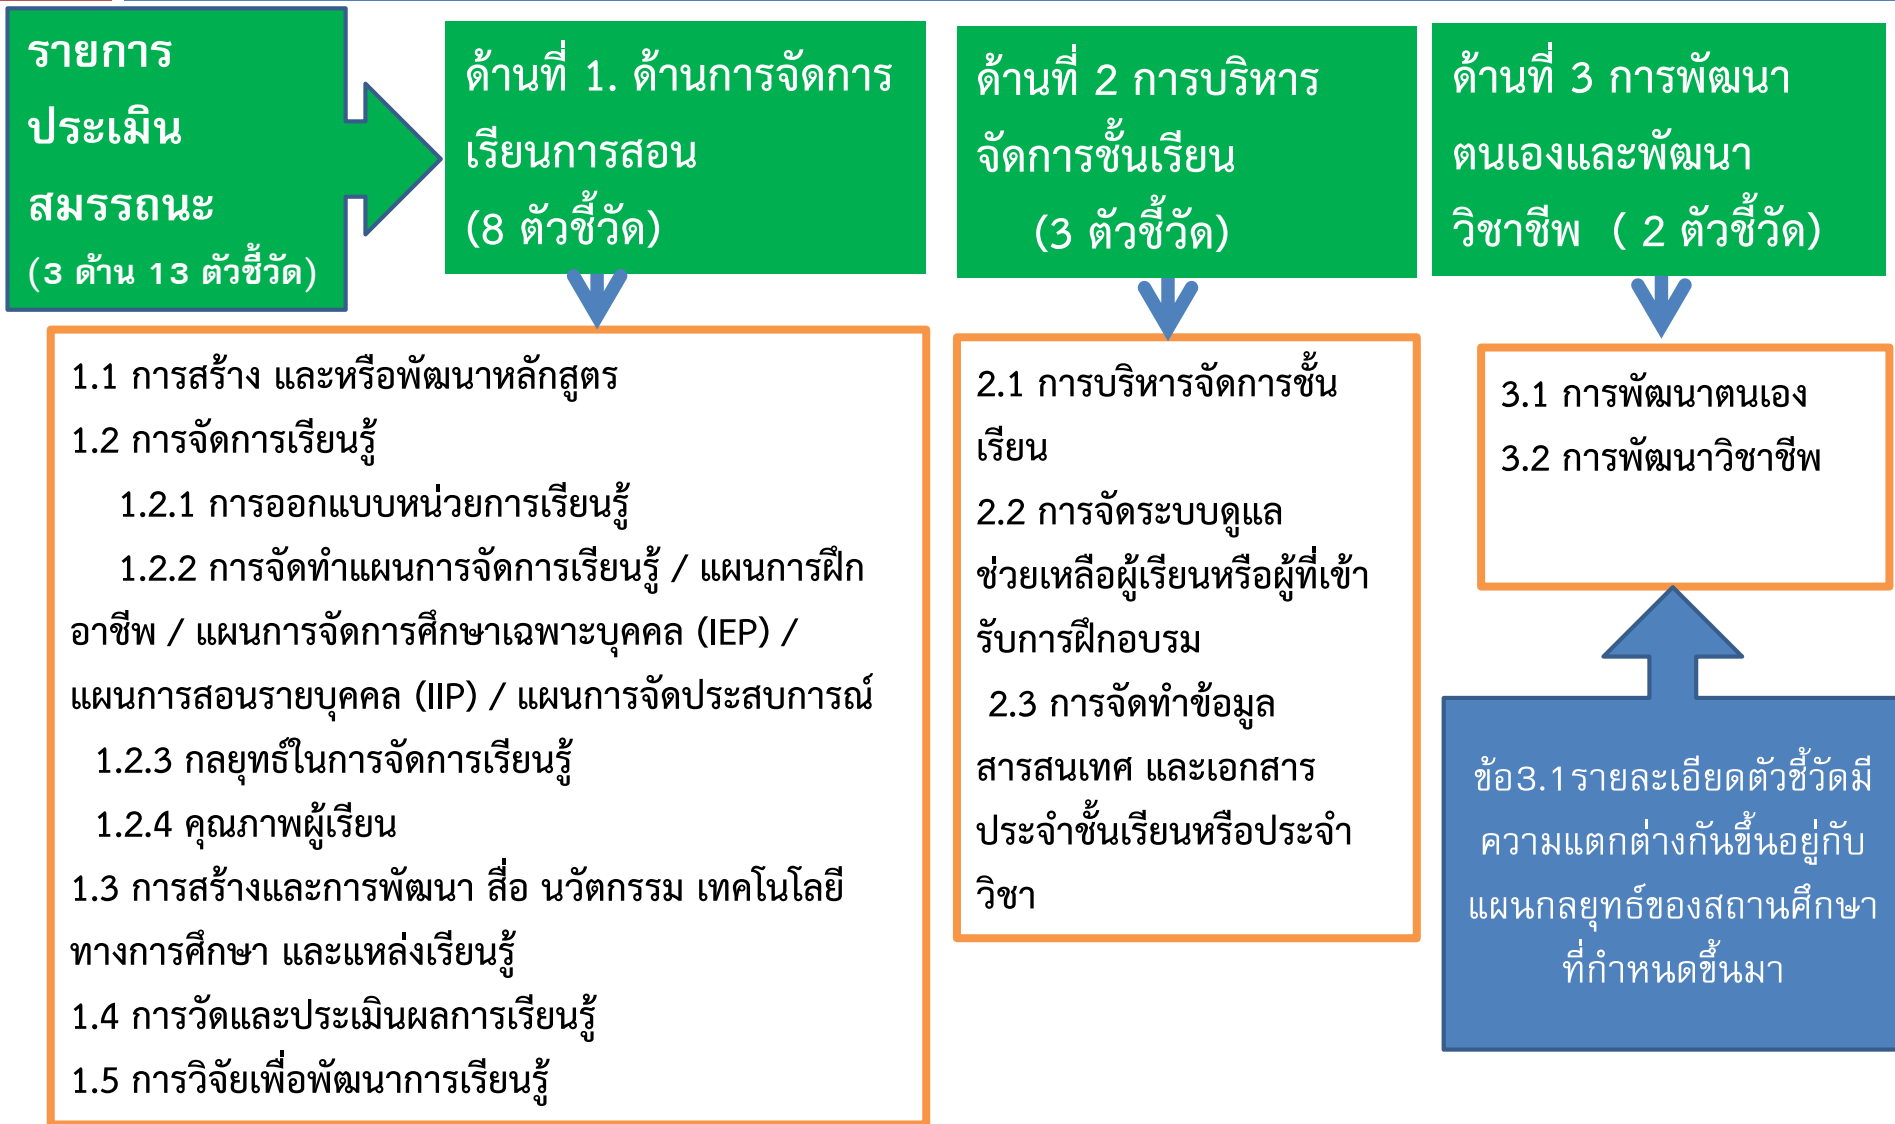 รายการ
ประเมิน
สมรรถนะ
(3 ด้าน 13 ตัวชี้วัด)
ด้านที่ 1. ด้านการจัดการ
เรียนการสอน
(8 ตัวชี้วัด)
ด้านที่ 2 การบริหาร
จัดการชั้นเรียน
(3 ตัวชี้วัด)
ด้านที่ 3 การพัฒนา
ตนเองและพัฒนา
วิชาชีพ ( 2 ตัวชี้วัด)
1.1 การสร้าง และหรือพัฒนาหลักสูตร
1.2 การจัดการเรียนรู้
1.2.1 การออกแบบหน่วยการเรียนรู้
1.2.2 การจัดทำแผนการจัดการเรียนรู้ / แผนการฝึก
อาชีพ / แผนการจัดการศึกษาเฉพาะบุคคล (IEP) /
แผนการสอนรายบุคคล (IIP) / แผนการจัดประสบการณ์
1.2.3 กลยุทธ์ในการจัดการเรียนรู้
1.2.4 คุณภาพผู้เรียน
1.3 การสร้างและการพัฒนา สื่อ นวัตกรรม เทคโนโลยี
ทางการศึกษา และแหล่งเรียนรู้
1.4 การวัดและประเมินผลการเรียนรู้
1.5 การวิจัยเพื่อพัฒนาการเรียนรู้
2.1 การบริหารจัดการชั้น
เรียน
2.2 การจัดระบบดูแล
ช่วยเหลือผู้เรียนหรือผู้ที่เข้า
รับการฝึกอบรม
2.3 การจัดทำข้อมูล
สารสนเทศ และเอกสาร
ประจำชั้นเรียนหรือประจำ
วิชา
3.1 การพัฒนาตนเอง
3.2 การพัฒนาวิชาชีพ
ข้อ3.1รายละเอียดตัวชี้วัดมี
ความแตกต่างกันขึ้นอยู่กับ
แผนกลยุทธ์ของสถานศึกษา
ที่กำหนดขึ้นมา